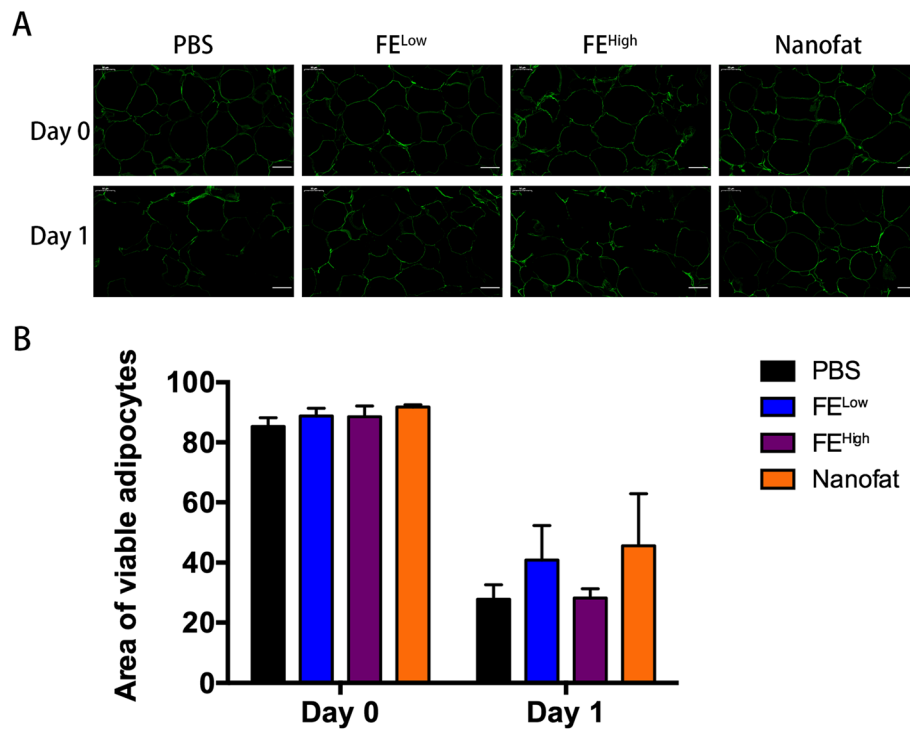 A
PBS FE^Low FE^High Nanofat
Day 0
Day 1
B
Area of viable adipocytes
100
80
60
40
20
0
Day 0 Day 1
PBS
FE^Low
FE^High
Nanofat